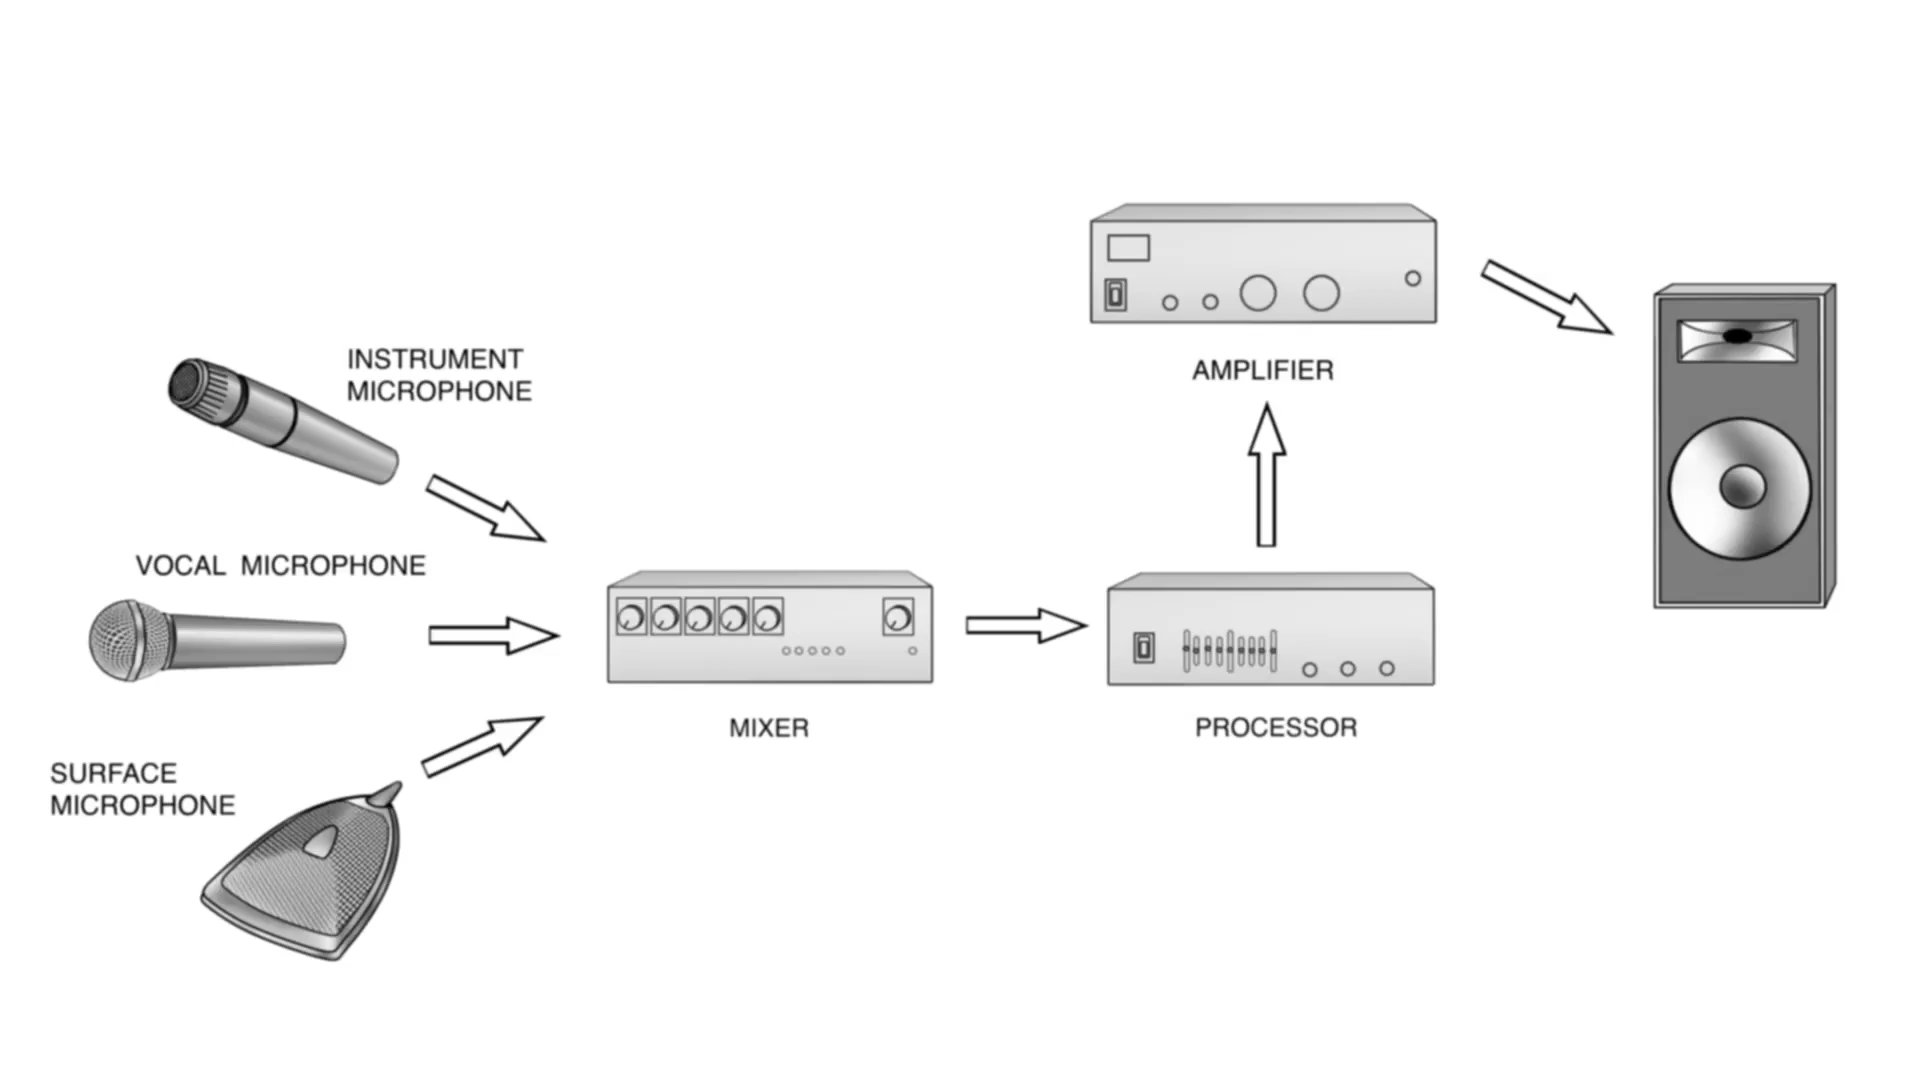 INSTRUMENT
MICROPHONE
VOCAL MICROPHONE
SURFACE
MICROPHONE
MIXER
PROCESSOR
AMPLIFIER